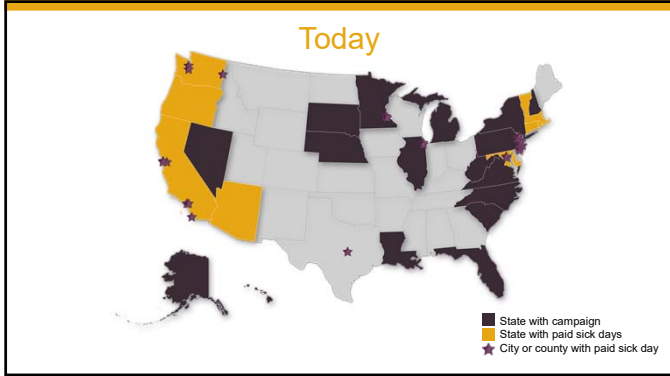 Today
State with campaign
State with paid sick days
City or county with paid sick day